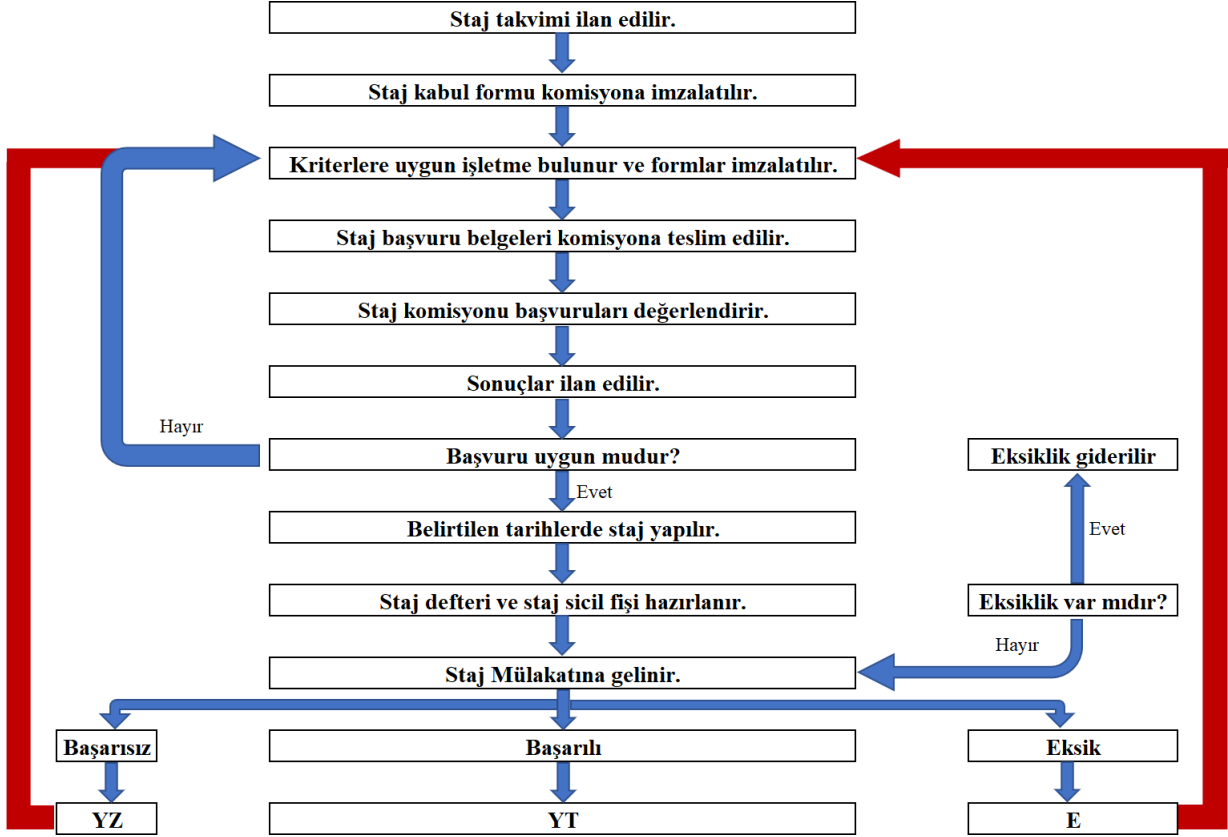 Staj takvimi ilan edilir.
Staj kabul formu komisyona imzalatılır.
Kriterlere uygun işletme bulunur ve formlar imzalatılır.
Staj başvuru belgeleri komisyona teslim edilir.
Staj komisyonu başvuruları değerlendirir.
Sonuçlar ilan edilir.
Hayır
Başvuru uygun mudur?
Eksiklik giderilir
Evet
Belirtilen tarihlerde staj yapılır.
Evet
Staj defteri ve staj sicil fişi hazırlanır.
Eksiklik var mıdır?
Hayır
Staj Mülakatına gelinir.
Başarısız
Başarılı
Eksik
YZ
YT
E